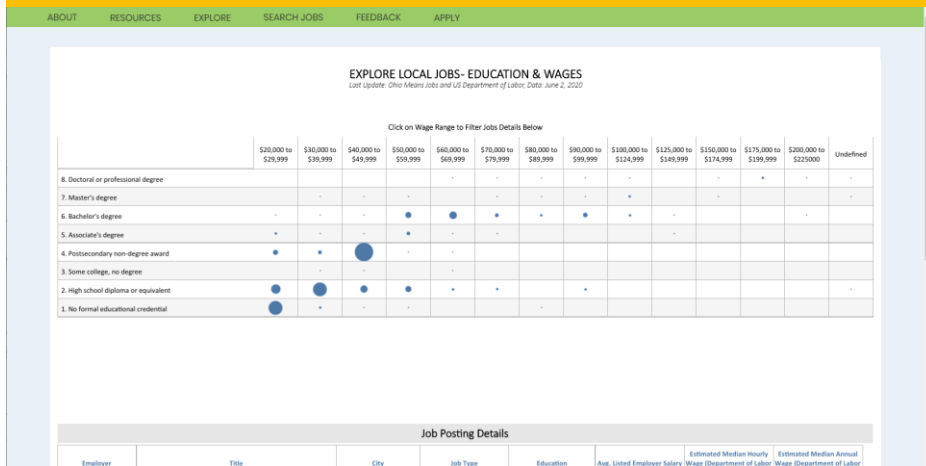 ABOUT RESOURCES EXPLORE SEARCH JOBS FEEDBACK APPLY
EXPLORE LOCAL JOBS- EDUCATION & WAGES
Last Update: Ohio Means Jobs and US Department of Labor, Data: June 2, 2020
Click on Wage Range to Filter Jobs Details Below
$20,000 to $30,000 to $40,000 to $50,000 to $60,000 to $70,000 to $80,000 to $90,000 to $100,000 to $125,000 to $150,000 to $175,000 to $200,000 to
$29,999 $39,999 $49,999 $59,999 $69,999 $79,999 $89,999 $99,999 $124,999 $149,999 $174,999 $199,999 $225000 Undefined
8. Doctoral or professional degree
7. Master's degree
6. Bachelor's degree
5. Associate's degree
4. Postsecondary non-degree award
3. Some college, no degree
2. High school diploma or equivalent
1. No formal educational credential
Job Posting Details
Estimated Median Hourly Estimated Median Annual
Employer Title City Job Type Education Avg. Listed Employer Salary Wage (Department of Labor Wage (Department of Labor